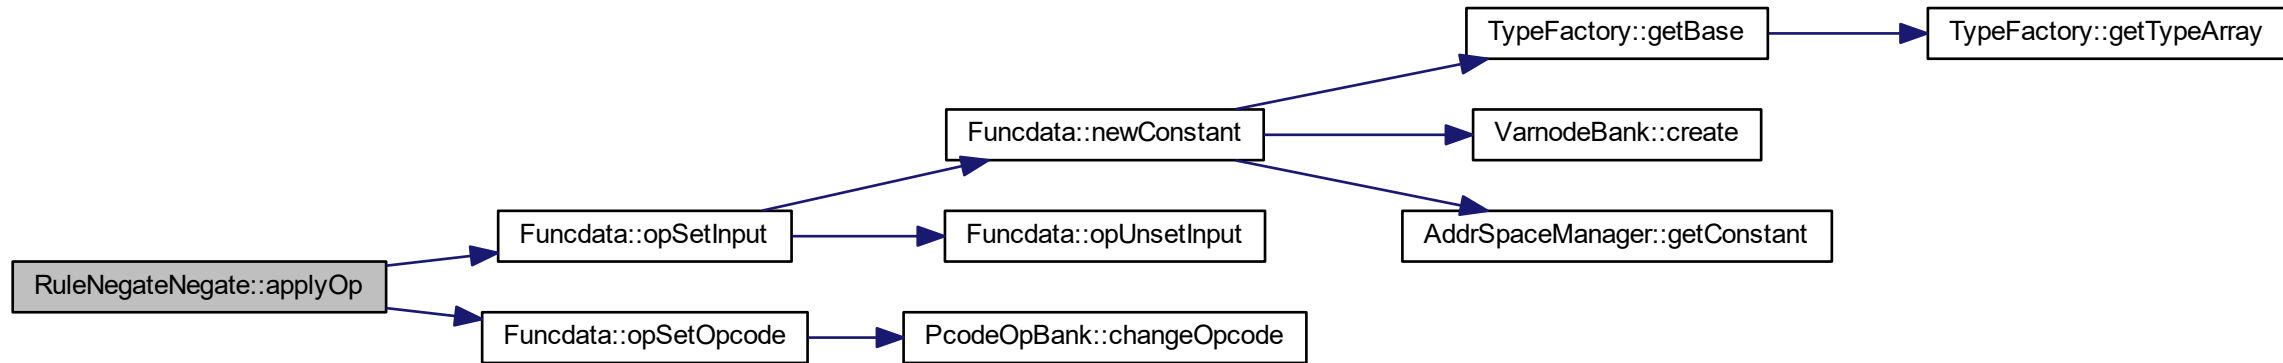 TypeFactory::getBase
TypeFactory::getTypeArray
Funcdata::newConstant
VarnodeBank::create
Funcdata::opSetInput
Funcdata::opUnsetInput
AddrSpaceManager::getConstant
RuleNegateNegate::applyOp
Funcdata::opSetOpcode
PcodeOpBank::changeOpcode